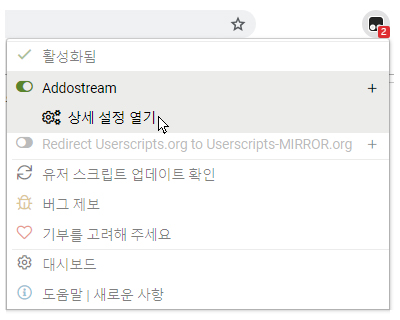 2
활성화됨
Addostream
상세 설정 열기
Redirect Userscripts.org to Userscripts-MIRROR.org
유저 스크립트 업데이트 확인
버그 제보
기부를 고려해 주세요
대시보드
도움말 | 새로운 사항